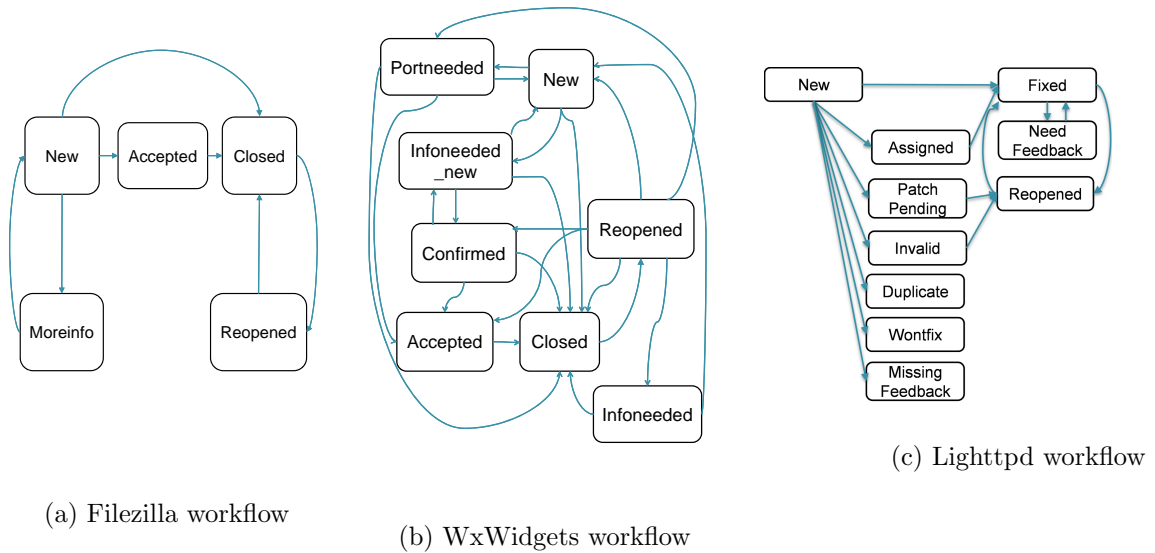 New
Accepted
Closed
Moreinfo
Reopened
(a) Filezilla workflow
Portneeded
New
Infoneeded
_new
Reopened
Confirmed
Accepted
Closed
Infoneeded
(b) WxWidgets workflow
New
Fixed
Assigned
Need
Feedback
Patch
Pending
Reopened
Invalid
Duplicate
Wontfix
Missing
Feedback
(c) Lighttpd workflow